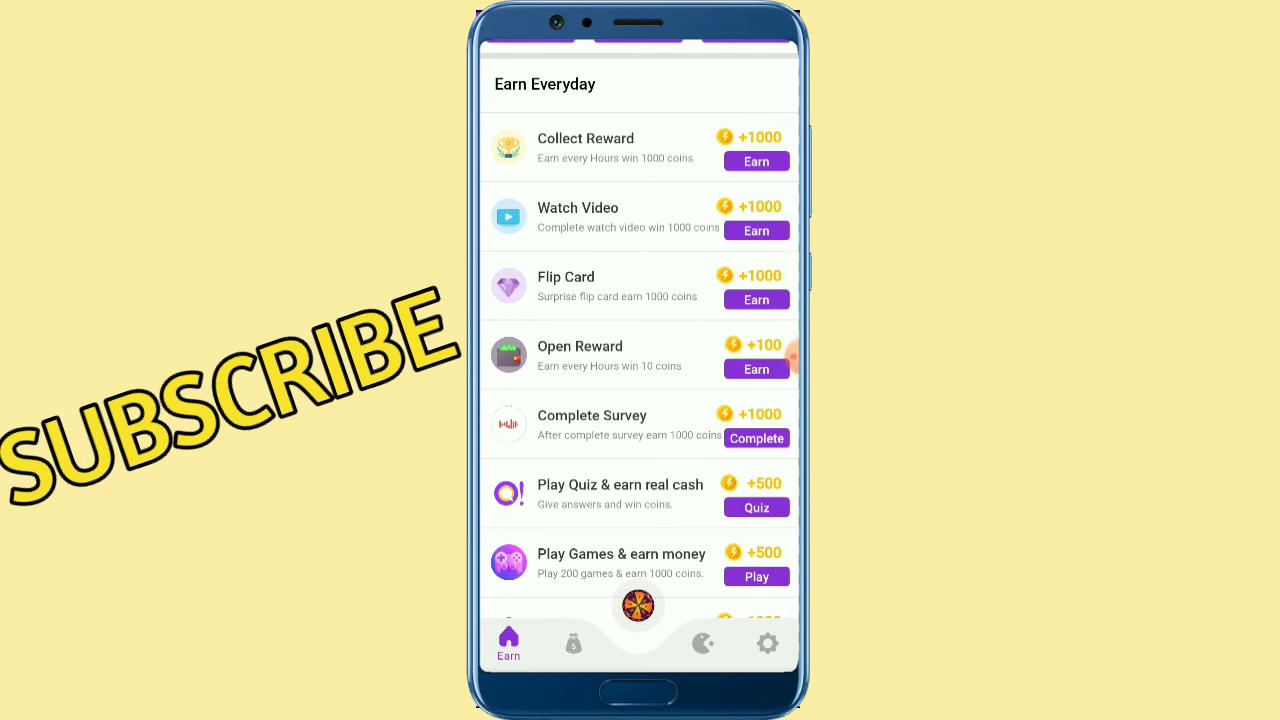 SUBSCRIBE
Earn Everyday
Collect Reward
Earn every Hours win 1000 coins
+1000
Earn
Watch Video
Complete watch video win 1000 coins
+1000
Earn
Flip Card
Surprise flip card earn 1000 coins
+1000
Earn
Open Reward
Earn every Hours win 10 coins
+100
Earn
Complete Survey
After complete survey earn 1000 coins
+1000
Complete
Play Quiz & earn real cash
Give answers and win coins.
+500
Quiz
Play Games & earn money
Play 200 games & earn 1000 coins.
+500
Play
Earn